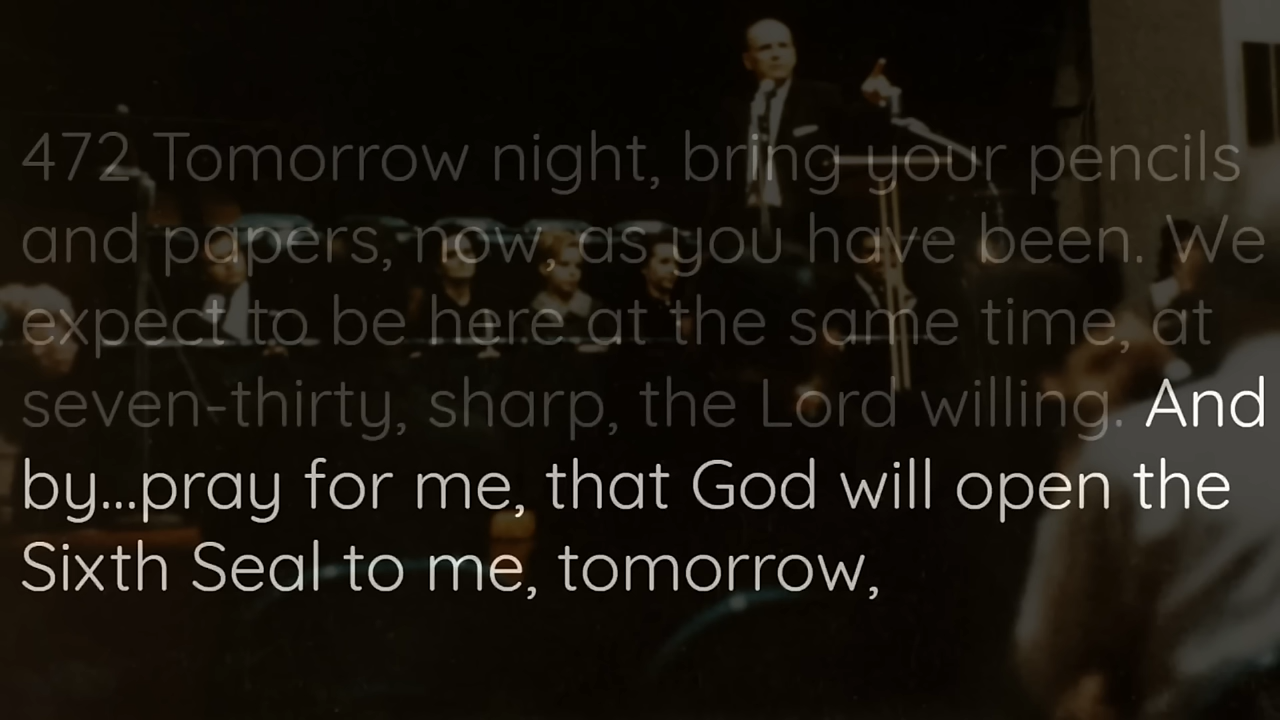 472 Tomorrow night, bring your pencils
and papers, now, as you have been. We
expect to be here at the same time, at
seven-thirty, sharp, the Lord willing. And
by...pray for me, that God will open the
Sixth Seal to me, tomorrow,